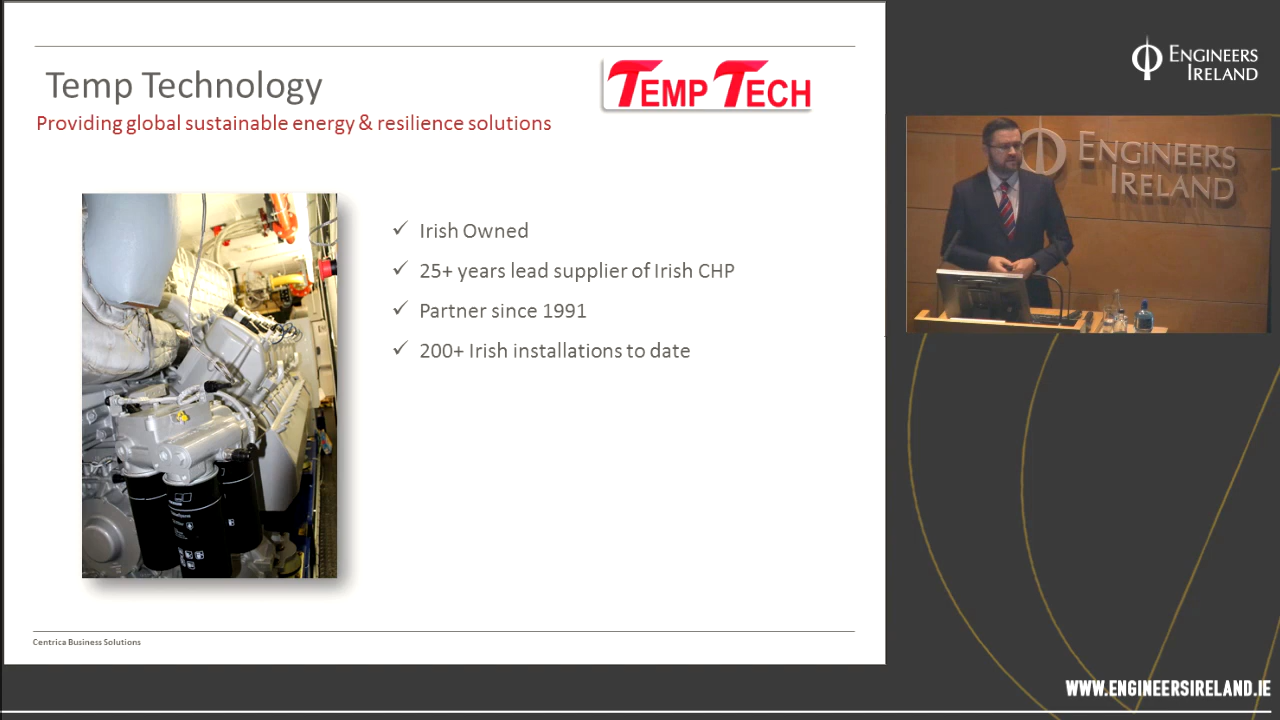 Temp Technology
TEMP TECH
Providing global sustainable energy & resilience solutions
✓ Irish Owned
✓ 25+ years lead supplier of Irish CHP
✓ Partner since 1991
✓ 200+ Irish installations to date
Centrica Business Solutions
ENGINEERS
IRELAND
ENGINEERS
IRELAND
WWW.ENGINEERSIRELAND.IE